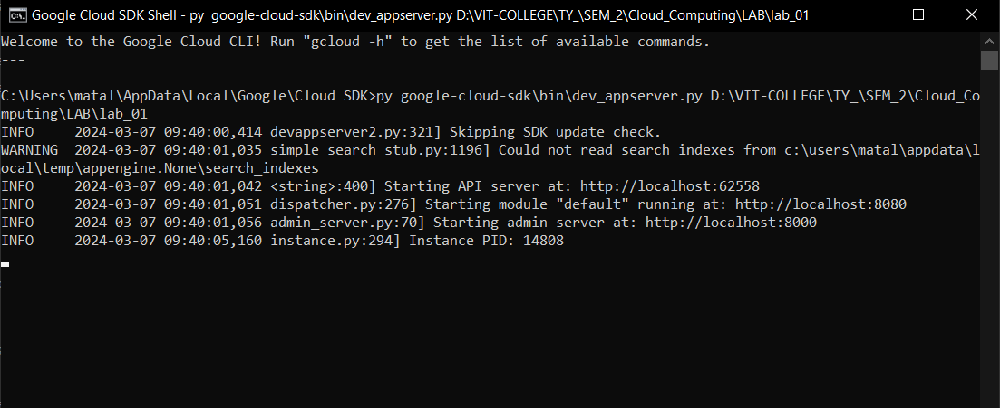 Google Cloud SDK Shell - py  google-cloud-sdk\bin\dev_appserver.py D:\VIT-COLLEGE\TY_\SEM_2\Cloud_Computing\LAB\lab_01
Welcome to the Google Cloud CLI! Run "gcloud -h" to get the list of available commands.
---
C:\Users\matal\AppData\Local\Google\Cloud SDK>py google-cloud-sdk\bin\dev_appserver.py D:\VIT-COLLEGE\TY_\SEM_2\Cloud_Co
mputing\LAB\lab_01
INFO     2024-03-07 09:40:00,414 devappserver2.py:321] Skipping SDK update check.
WARNING  2024-03-07 09:40:01,035 simple_search_stub.py:1196] Could not read search indexes from c:\users\matal\appdata\l
ocal\temp\appengine.None\search_indexes
INFO     2024-03-07 09:40:01,042 <string>:400] Starting API server at: http://localhost:62558
INFO     2024-03-07 09:40:01,051 dispatcher.py:276] Starting module "default" running at: http://localhost:8080
INFO     2024-03-07 09:40:01,056 admin_server.py:70] Starting admin server at: http://localhost:8000
INFO     2024-03-07 09:40:05,160 instance.py:294] Instance PID: 14808